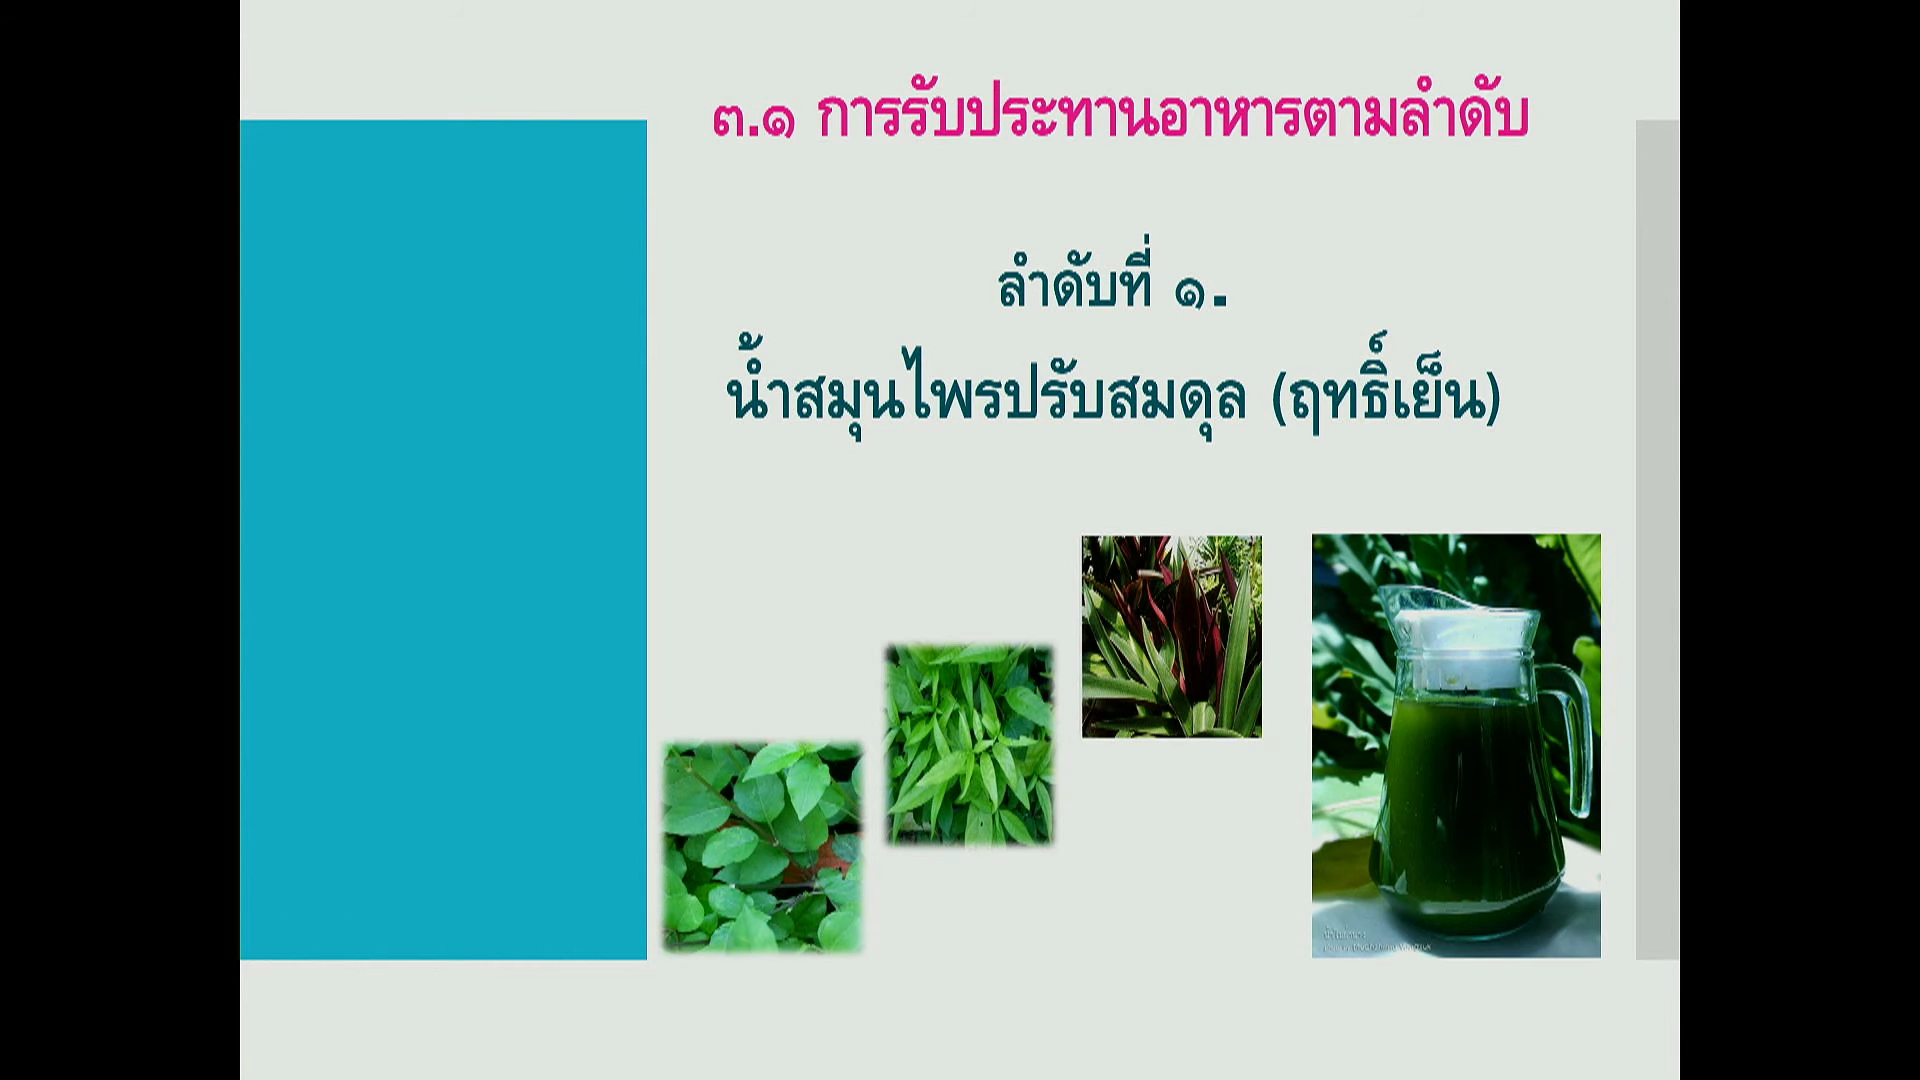 ๓.๑ การรับประทานอาหารตามลำดับ
ลำดับที่ ๑.
น้ำสมุนไพรปรับสมดุล (ฤทธิ์เย็น)